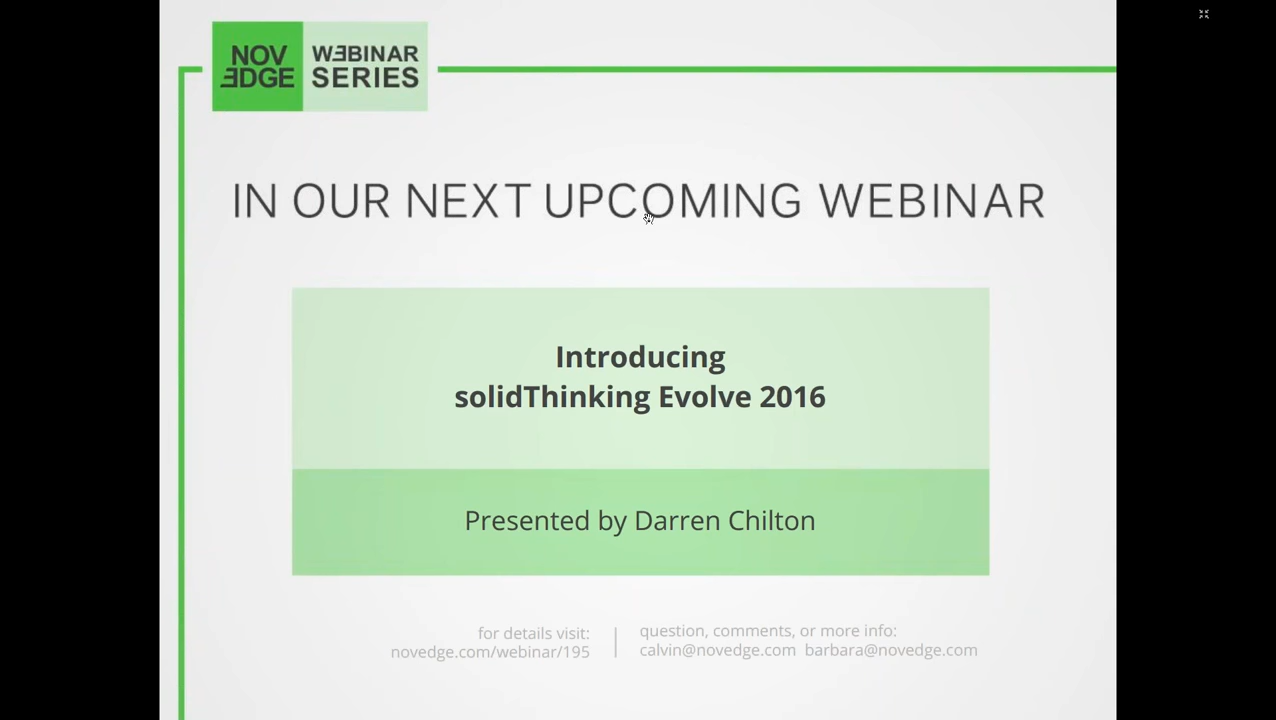 NOV
EDGE
WEBINAR
SERIES
IN OUR NEXT UPCOMING WEBINAR
Introducing
solidThinking Evolve 2016
Presented by Darren Chilton
for details visit:
novedge.com/webinar/195
question, comments, or more info:
calvin@novedge.com barbara@novedge.com